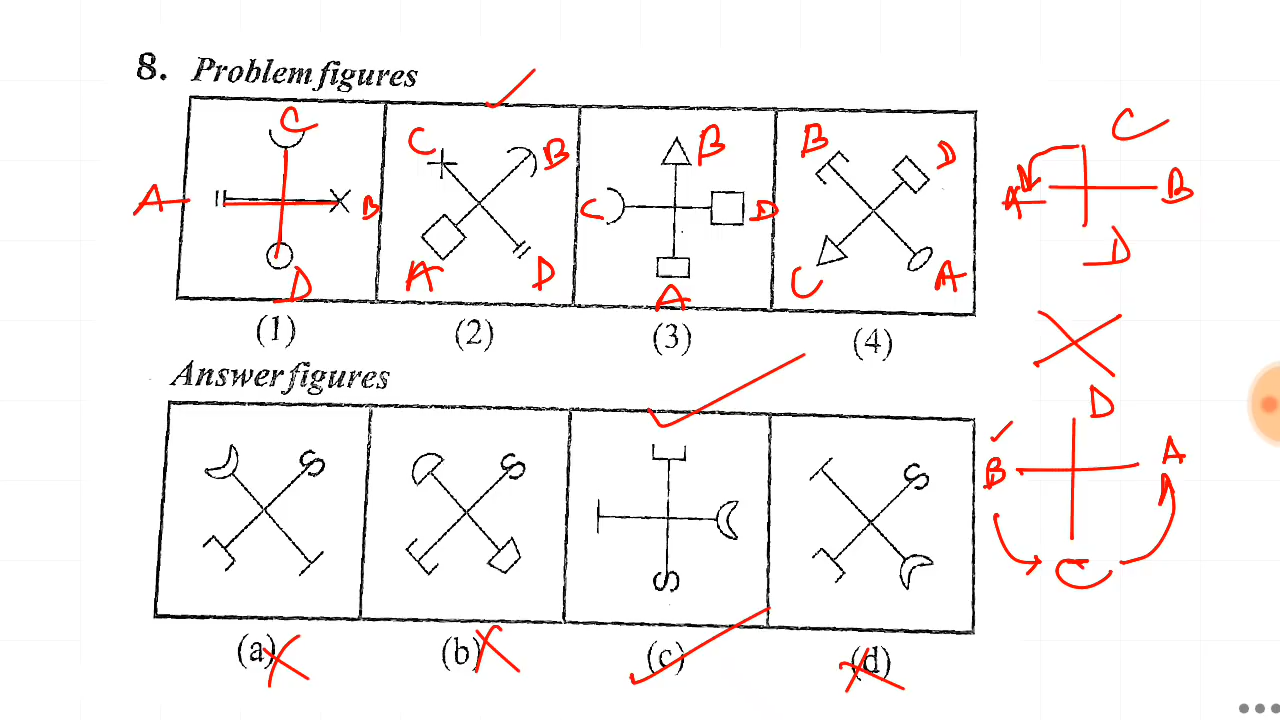 8. Problem figures
C
A
B
D
C
B
A
D
B
C
D
A
B
D
C
A
C
A
B
D
(1) (2) (3) (4)
Answer figures
D
B
A
C
S
S
S
S
(a) (b) (c) (d)